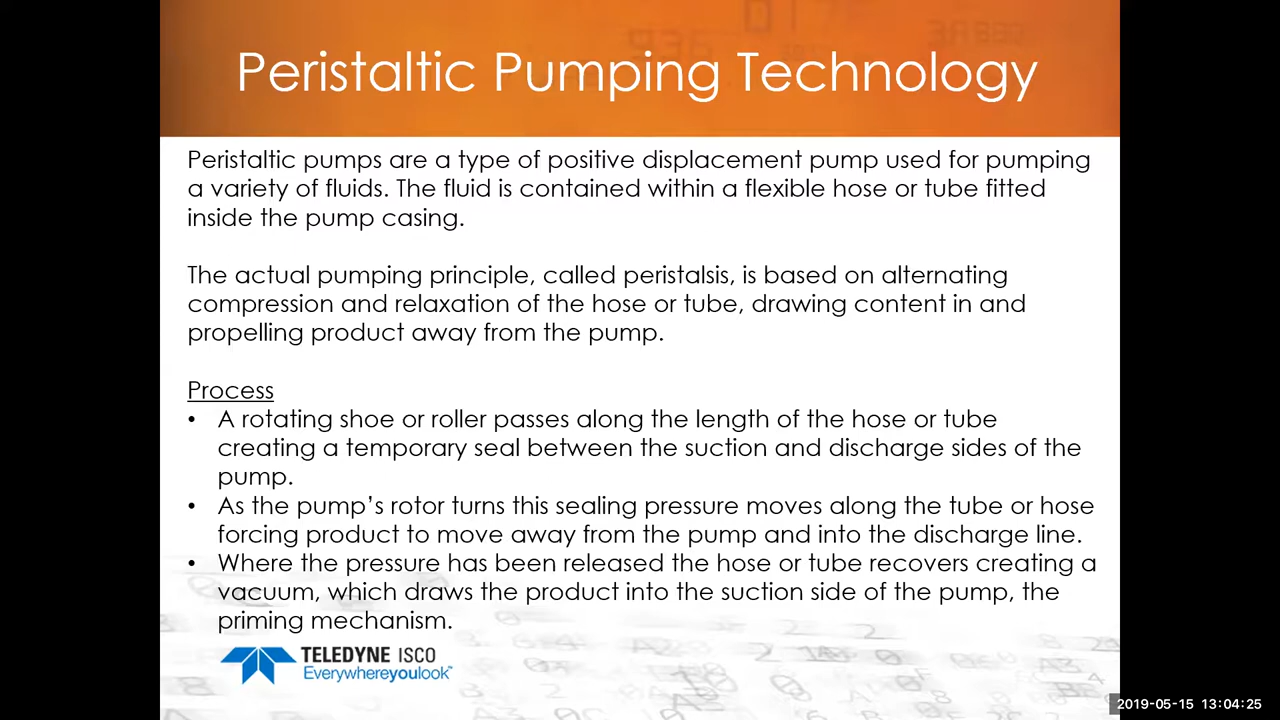 Peristaltic Pumping Technology
Peristaltic pumps are a type of positive displacement pump used for pumping
a variety of fluids. The fluid is contained within a flexible hose or tube fitted
inside the pump casing.
The actual pumping principle, called peristalsis, is based on alternating
compression and relaxation of the hose or tube, drawing content in and
propelling product away from the pump.
Process
• A rotating shoe or roller passes along the length of the hose or tube
creating a temporary seal between the suction and discharge sides of the
pump.
• As the pump’s rotor turns this sealing pressure moves along the tube or hose
forcing product to move away from the pump and into the discharge line.
• Where the pressure has been released the hose or tube recovers creating a
vacuum, which draws the product into the suction side of the pump, the
priming mechanism.
TELEDYNE ISCO
Everywhereyoulook™
2019-05-15 13:04:25